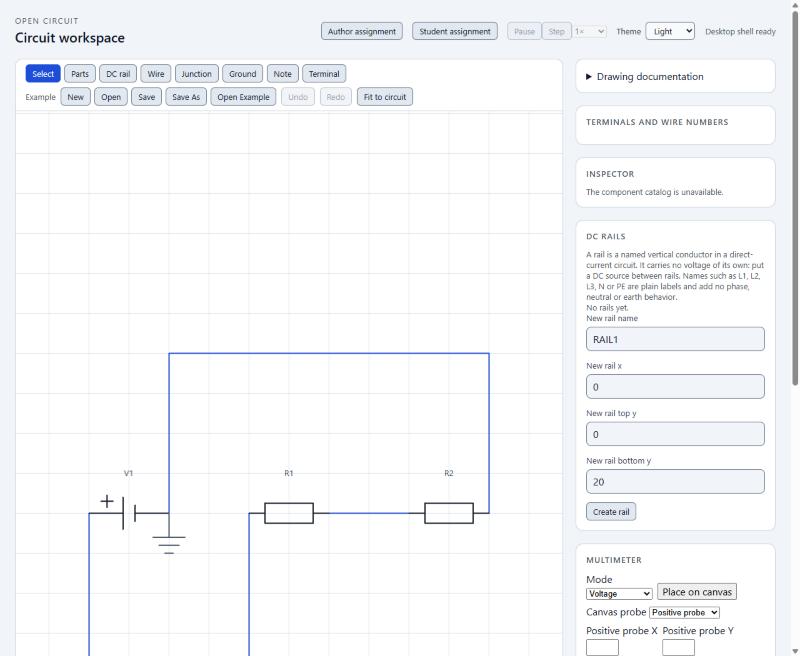 OPEN CIRCUIT
Circuit workspace
Author assignment Student assignment Pause Step 1× Theme Light Desktop shell ready
Select Parts DC rail Wire Junction Ground Note Terminal
Example New Open Save Save As Open Example Undo Redo Fit to circuit
V1 R1 R2
Drawing documentation
TERMINALS AND WIRE NUMBERS
INSPECTOR
The component catalog is unavailable.
DC RAILS
A rail is a named vertical conductor in a direct-
current circuit. It carries no voltage of its own: put
a DC source between rails. Names such as L1, L2,
L3, N or PE are plain labels and add no phase,
neutral or earth behavior.
No rails yet.
New rail name
RAIL1
New rail x
0
New rail top y
0
New rail bottom y
20
Create rail
MULTIMETER
Mode
Voltage Place on canvas
Canvas probe Positive probe
Positive probe X Positive probe Y